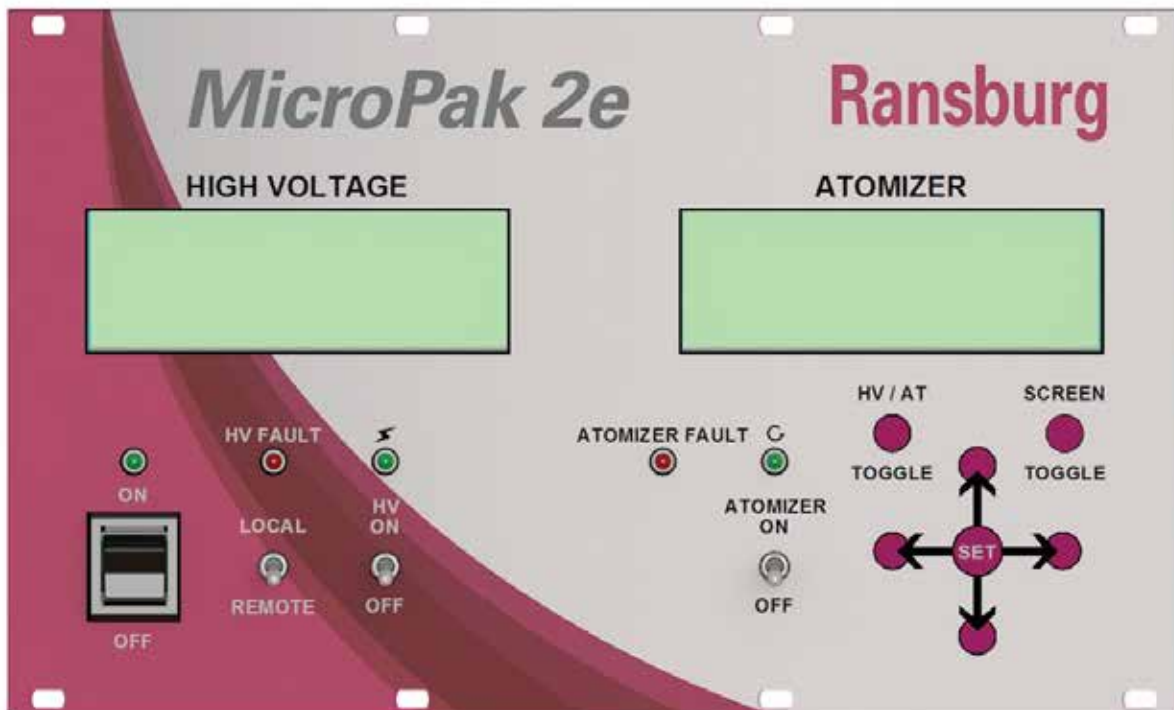 MicroPak 2e
Ransburg
HIGH VOLTAGE
ATOMIZER
HV / AT
SCREEN
HV FAULT
ATOMIZER FAULT
TOGGLE
TOGGLE
ON
HV
ON
ATOMIZER
ON
LOCAL
SET
REMOTE
OFF
OFF
OFF